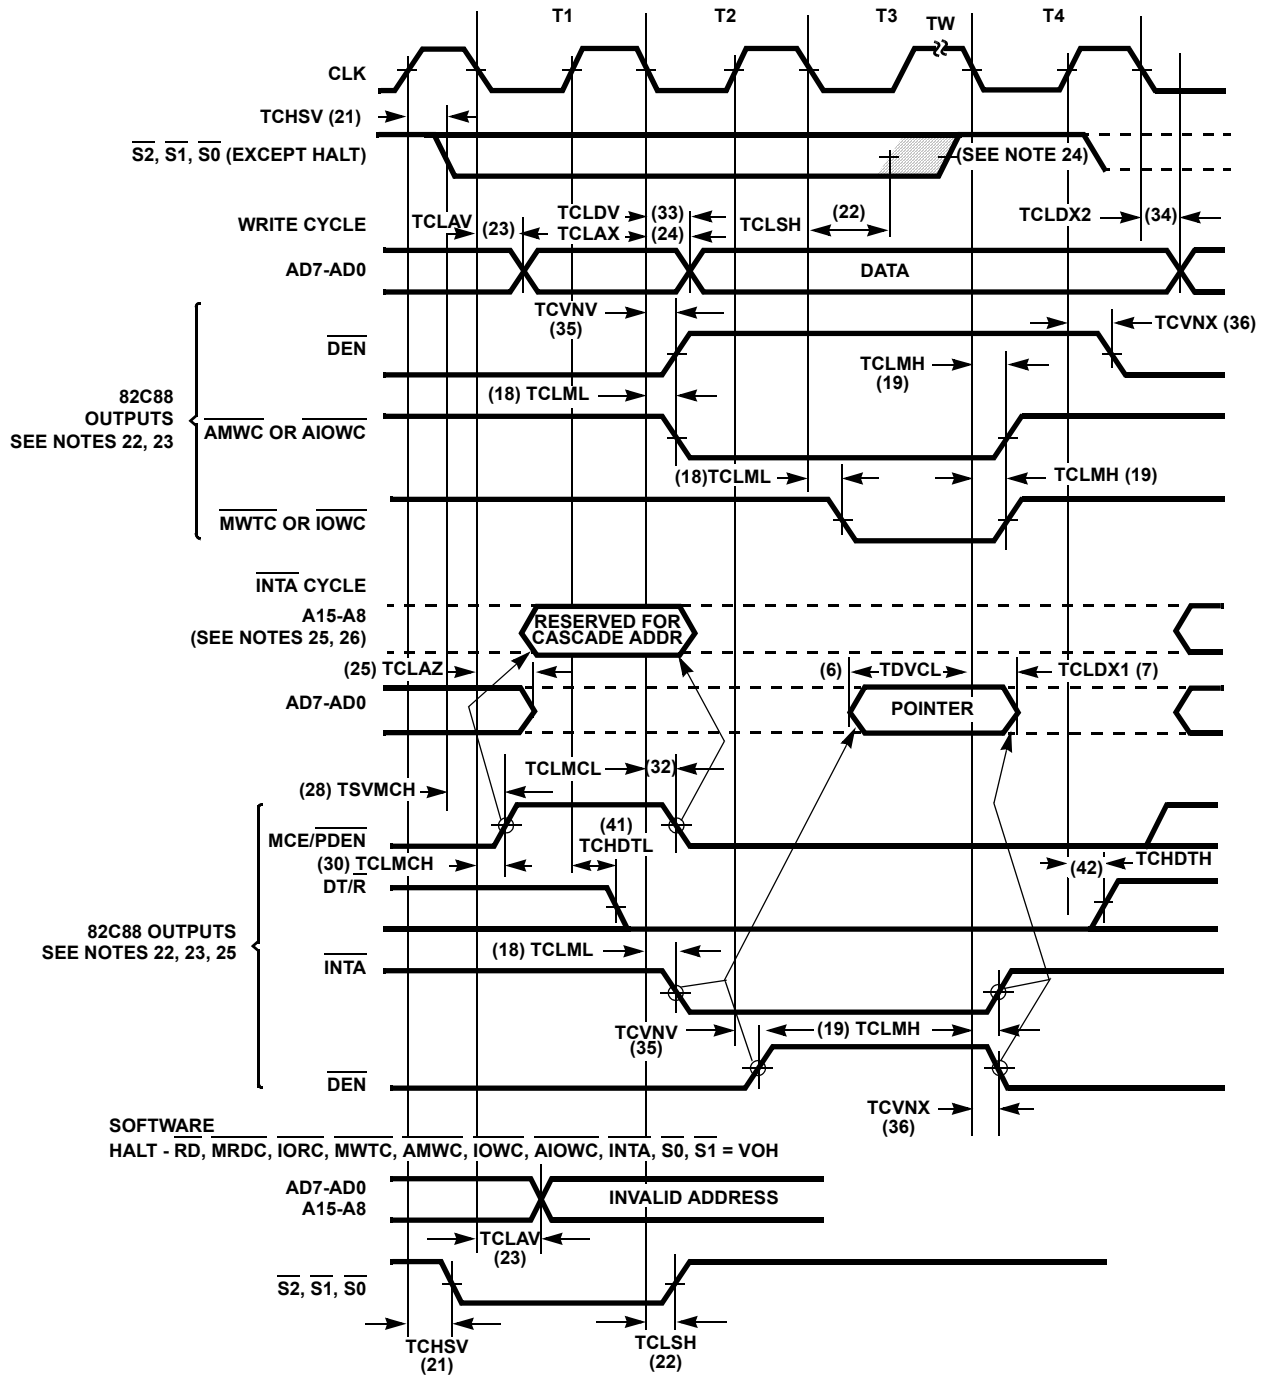 T1 T2 T3 TW T4
CLK
TCHSV (21)
S2, S1, S0 (EXCEPT HALT)
(SEE NOTE 24)
WRITE CYCLE
TCLAV (23)
TCLDV (33)
TCLAX (24)
TCLSH (22)
TCLDX2 (34)
AD7-AD0
DATA
TCVNV
(35)
TCVNX (36)
DEN
TCLMH
(19)
(18) TCLML
82C88
OUTPUTS
SEE NOTES 22, 23
AMWC OR AIOWC
(18)TCLML
TCLMH (19)
MWTC OR IOWC
INTA CYCLE
A15-A8
(SEE NOTES 25, 26)
RESERVED FOR
CASCADE ADDR
(25) TCLAZ
(6) TDVCL
TCLDX1 (7)
AD7-AD0
POINTER
TCLMCL (32)
(28) TSVMCH
MCE/PDEN
(41)
TCHDTL
(30) TCLMCH
TCHDTH
(42)
DT/R
82C88 OUTPUTS
SEE NOTES 22, 23, 25
(18) TCLML
INTA
TCVNV
(35)
(19) TCLMH
DEN
TCVNX
(36)
SOFTWARE
HALT - RD, MRDC, IORC, MWTC, AMWC, IOWC, AIOWC, INTA, S0, S1 = VOH
AD7-AD0
A15-A8
INVALID ADDRESS
TCLAV
(23)
S2, S1, S0
TCHSV
(21)
TCLSH
(22)